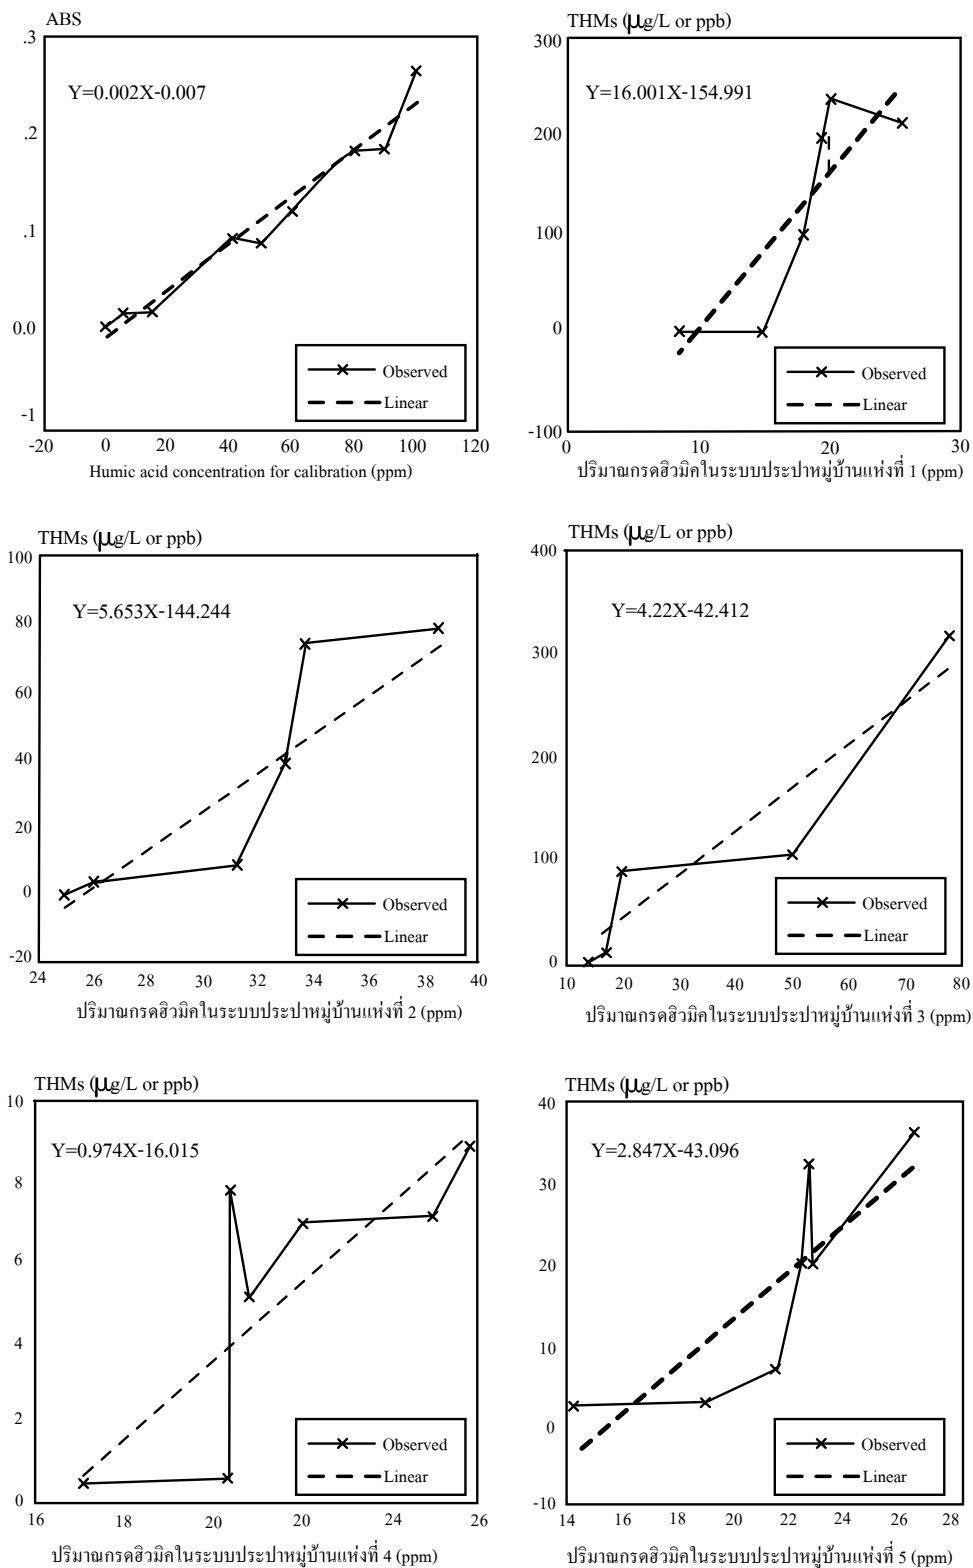 ABS
.3
.2
.1
0.0
-1
Y=0.002X-0.007
Observed
Linear
-20 0 20 40 60 80 100 120
Humic acid concentration for calibration (ppm)
THMs (μg/L or ppb)
300
200
100
0
-100
Y=16.001X-154.991
Observed
Linear
0 10 20 30
ปริมาณกรดฮิวมิคในระบบประปาหมู่บ้านแห่งที่ 1 (ppm)
THMs (μg/L or ppb)
100
80
60
40
20
0
-20
Y=5.653X-144.244
Observed
Linear
24 26 28 30 31 32 34 36 38 40
ปริมาณกรดฮิวมิคในระบบประปาหมู่บ้านแห่งที่ 2 (ppm)
THMs (μg/L or ppb)
400
300
200
100
0
Y=4.22X-42.412
Observed
Linear
10 20 30 40 50 60 70 80
ปริมาณกรดฮิวมิคในระบบประปาหมู่บ้านแห่งที่ 3 (ppm)
THMs (μg/L or ppb)
10
8
6
4
2
0
Y=0.974X-16.015
Observed
Linear
16 18 20 20 24 26
ปริมาณกรดฮิวมิคในระบบประปาหมู่บ้านแห่งที่ 4 (ppm)
THMs (μg/L or ppb)
40
30
20
10
0
-10
Y=2.847X-43.096
Observed
Linear
14 16 18 20 22 24 26 28
ปริมาณกรดฮิวมิคในระบบประปาหมู่บ้านแห่งที่ 5 (ppm)